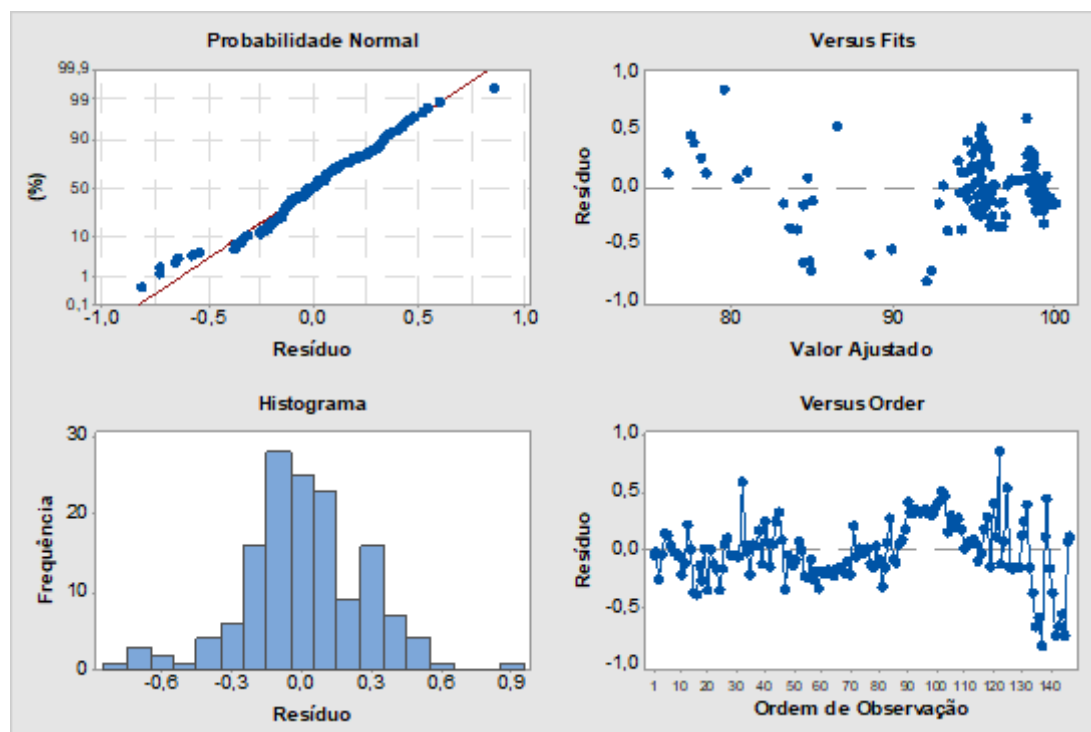 Probabilidade Normal
99,9
99
90
50
10
1
0.1
(%)
-1,0 -0,5 0,0 0,5 1,0
Resíduo
Versus Fits
1,0
0,5
0,0
-0,5
-1,0
Resíduo
80 90 100
Valor Ajustado
Histograma
30
20
10
0
Frequência
-0,6 -0,3 0,0 0,3 0,6 0,9
Resíduo
Versus Order
1,0
0,5
0,0
-0,5
-1,0
Resíduo
1 10 20 30 40 50 60 70 80 90 100 110 120 130 140
Ordem de Observação